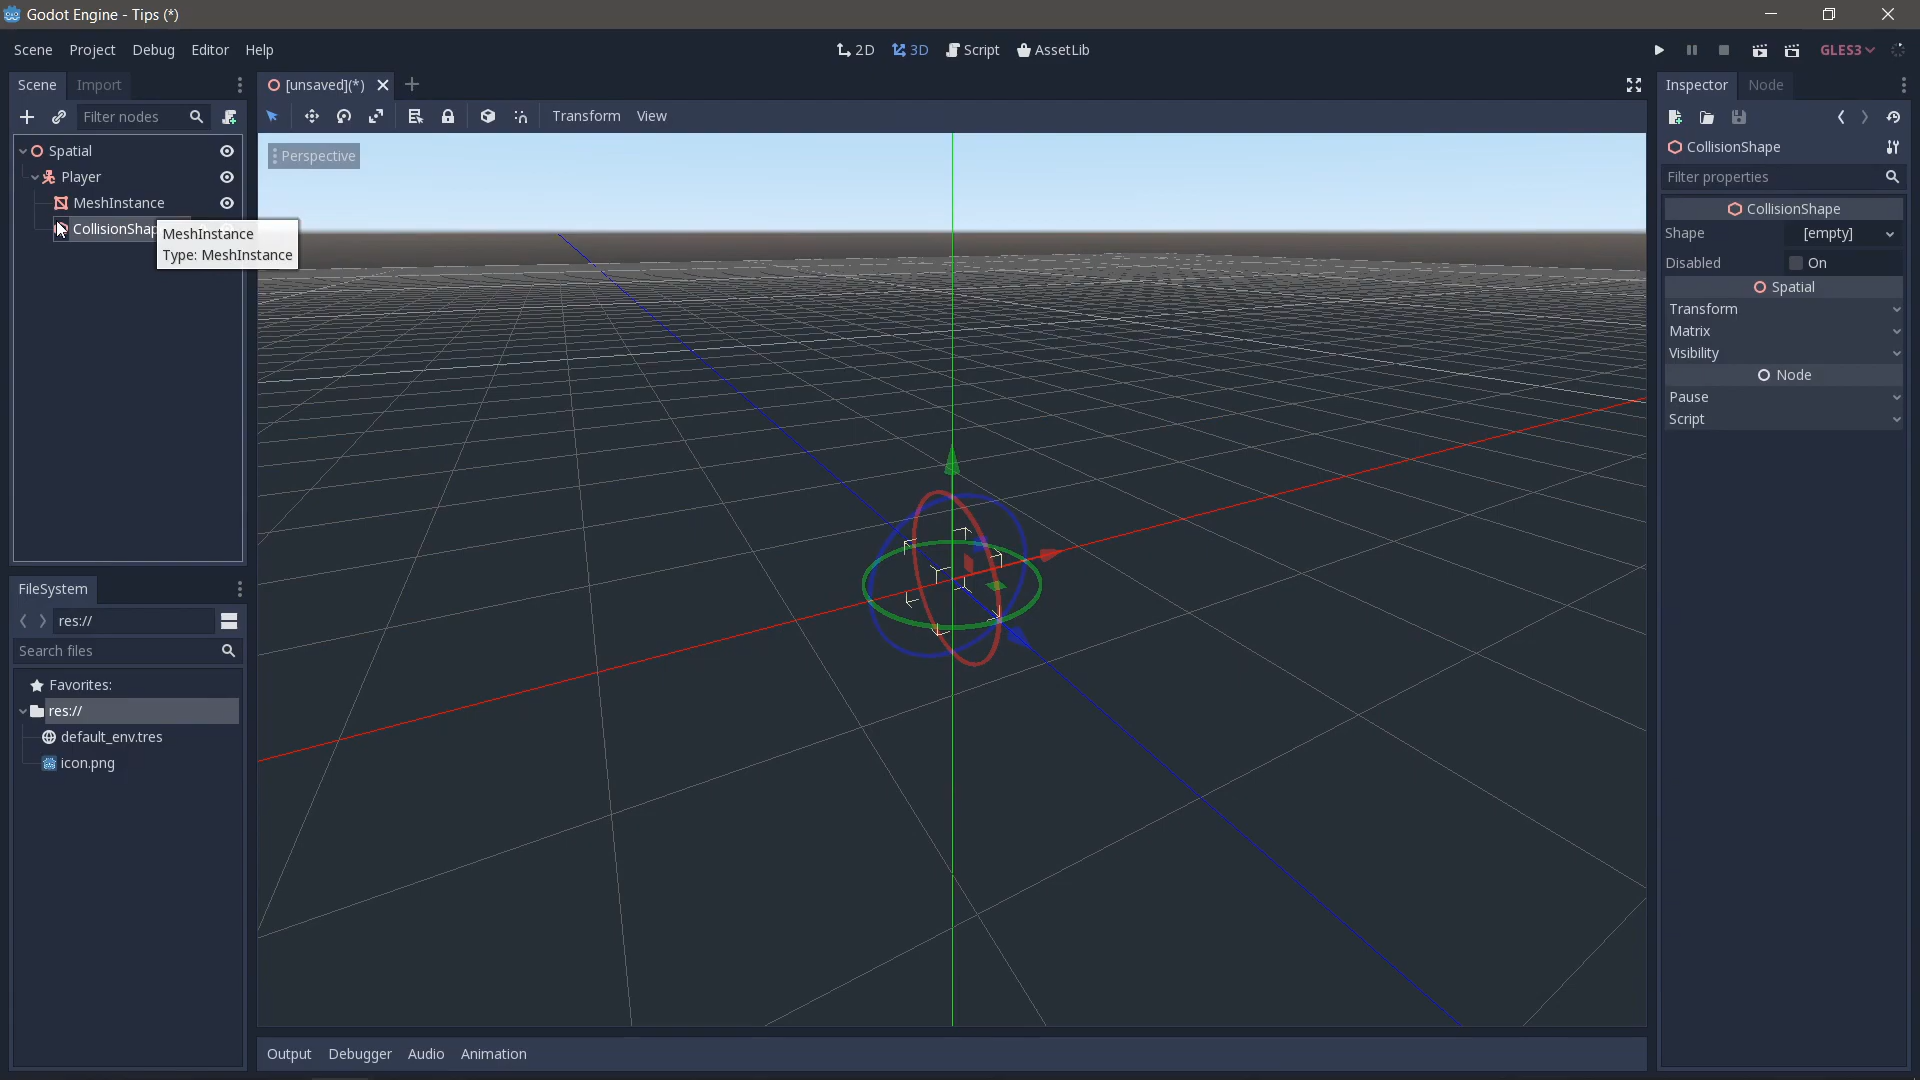 Godot Engine - Tips (*)
Scene Project Debug Editor Help
2D 3D Script AssetLib
GLES3
Scene Import
[unsaved](*)
Inspector Node
Filter nodes
Transform View
CollisionShape
Filter properties
Spatial
Player
MeshInstance
CollisionShap
MeshInstance
Type: MeshInstance
Perspective
CollisionShape
Shape [empty]
Disabled On
Spatial
Transform
Matrix
Visibility
Node
Pause
Script
FileSystem
res://
Search files
Favorites:
res://
default_env.tres
icon.png
Output Debugger Audio Animation